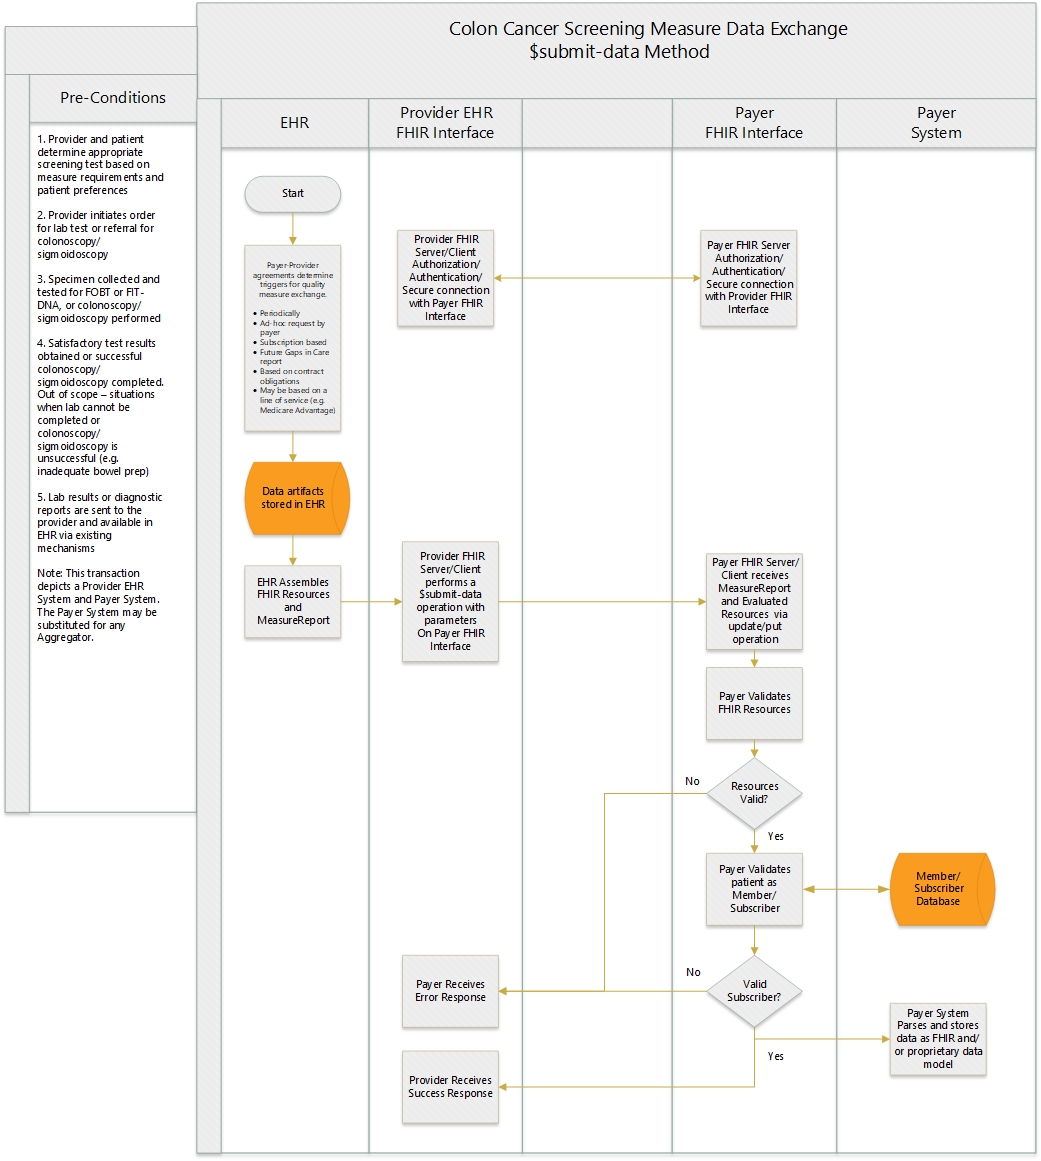 Colon Cancer Screening Measure Data Exchange
$submit-data Method
Pre-Conditions
1. Provider and patient
determine appropriate
screening test based on
measure requirements and
patient preferences
2. Provider initiates order
for lab test or referral for
colonoscopy/
sigmoidoscopy
3. Specimen collected and
tested for FOBT or FIT-
DNA, or colonoscopy/
sigmoidoscopy performed
4. Satisfactory test results
obtained or successful
colonoscopy/
sigmoidoscopy completed.
Out of scope – situations
when lab cannot be
completed or
colonoscopy/
sigmoidoscopy is
unsuccessful (e.g.
inadequate bowel prep)
5. Lab results or diagnostic
reports are sent to the
provider and available in
EHR via existing
mechanisms
Note: This transaction
depicts a Provider EHR
System and Payer System.
The Payer System may be
substituted for any
Aggregator.
EHR
Provider EHR
FHIR Interface
Payer
FHIR Interface
Payer
System
Start
Payer-Provider
agreements determine
triggers for quality
measure exchange.
• Periodically
• Ad-hoc request by
payer
• Subscription based
• Future Gaps in Care
report
• Based on contract
obligations
• May be based on a
line of service (e.g.
Medicare Advantage)
Provider FHIR
Server/Client
Authorization/
Authentication/
Secure connection
with Payer FHIR
Interface
Payer FHIR Server
Authorization/
Authentication/
Secure connection
with Provider FHIR
Interface
Data artifacts
stored in EHR
EHR Assembles
FHIR Resources
and
MeasureReport
Provider FHIR
Server/Client
performs a
$submit-data
operation with
parameters
On Payer FHIR
Interface
Payer FHIR Server/
Client receives
MeasureReport
and Evaluated
Resources via
update/put
operation
Payer Validates
FHIR Resources
Resources
Valid?
No
Yes
Payer Validates
patient as
Member/
Subscriber
Member/
Subscriber
Database
Valid
Subscriber?
No
Yes
Payer Receives
Error Response
Payer System
Parses and stores
data as FHIR and/
or proprietary data
model
Provider Receives
Success Response